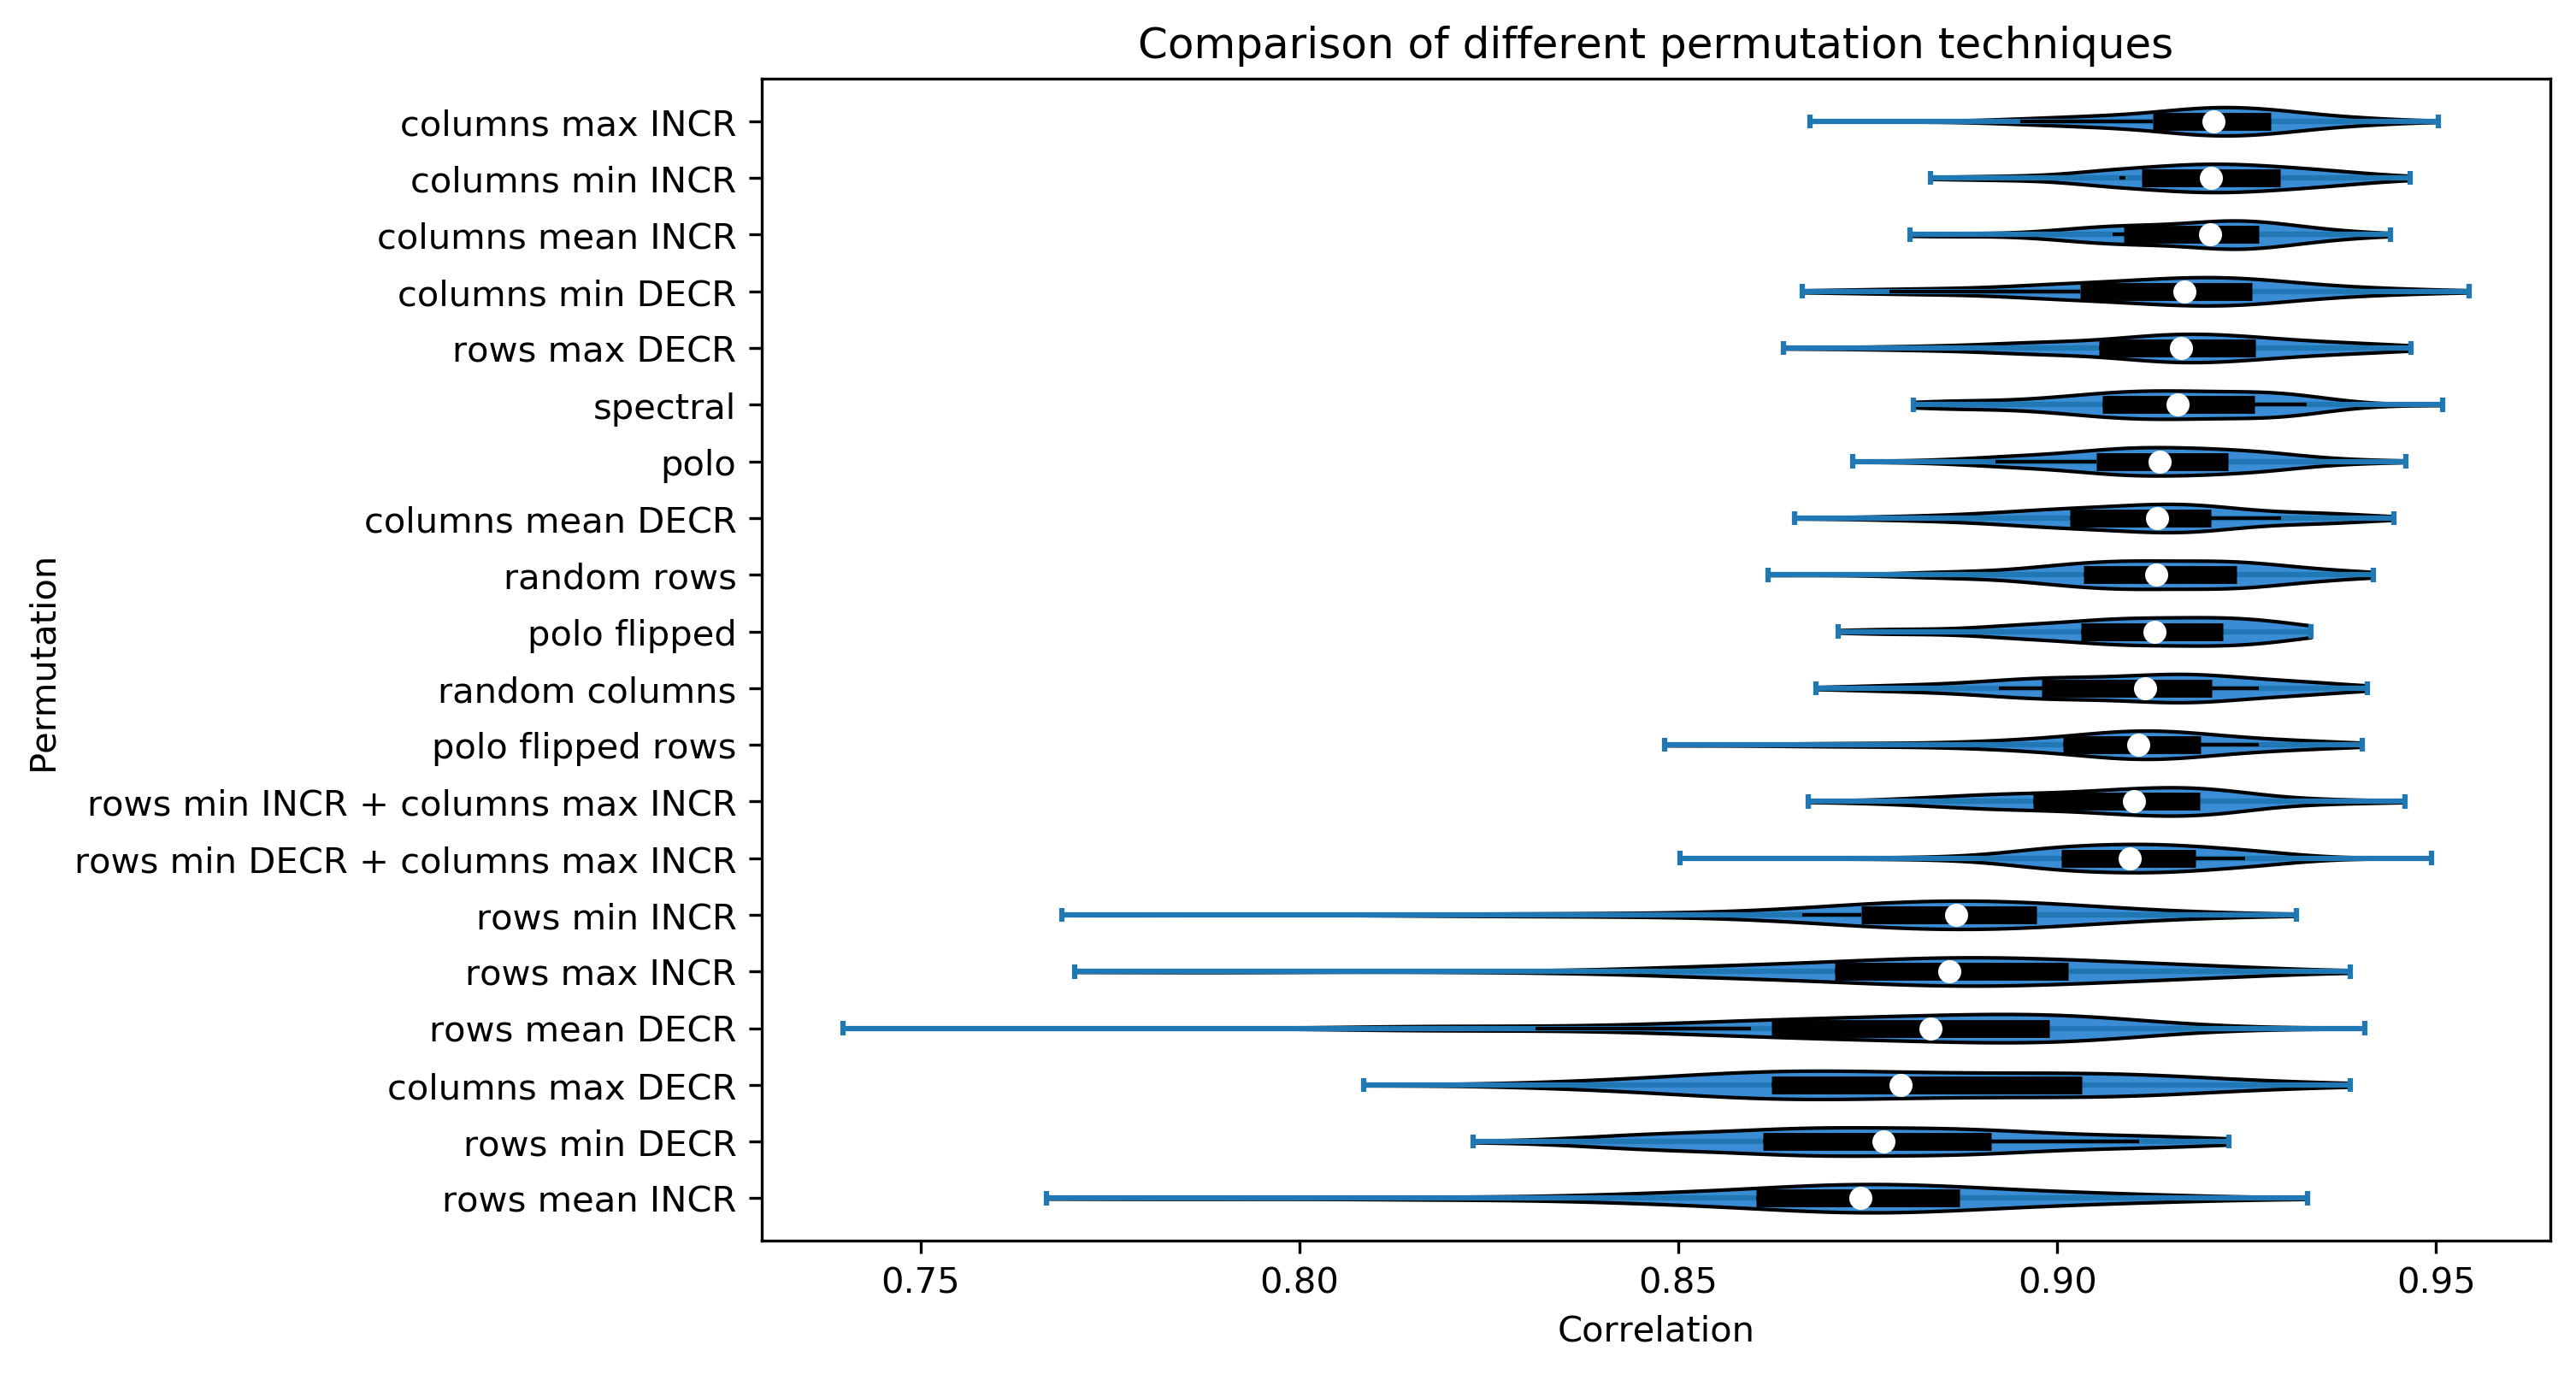 Comparison of different permutation techniques
Permutation
columns max INCR
columns min INCR
columns mean INCR
columns min DECR
rows max DECR
spectral
polo
columns mean DECR
random rows
polo flipped
random columns
polo flipped rows
rows min INCR + columns max INCR
rows min DECR + columns max INCR
rows min INCR
rows max INCR
rows mean DECR
columns max DECR
rows min DECR
rows mean INCR
0.75 0.80 0.85 0.90 0.95
Correlation